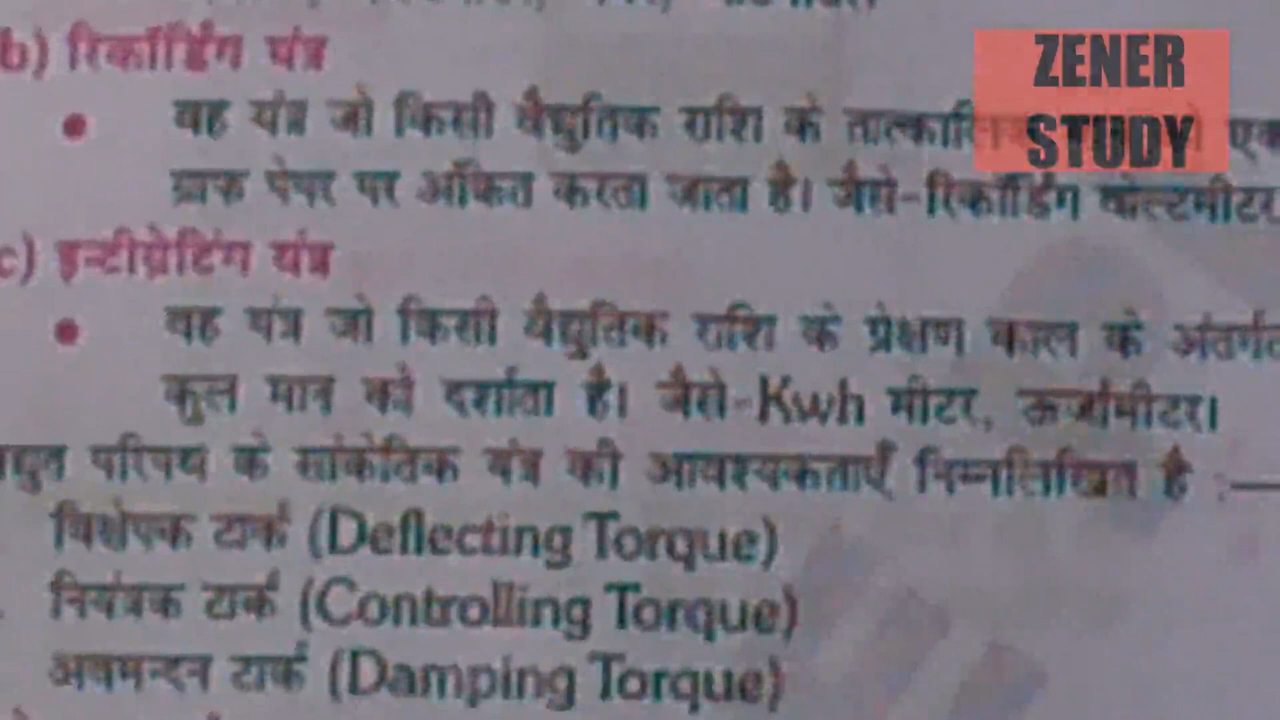 b) रिकॉर्डिंग यंत्र
ZENER
STUDY
• वह यंत्र जो किसी वैद्युतिक राशि के एक
ग्राफ पेपर पर अंकित करता जाता है। जैसे-रिकॉर्डिंग वोल्टमीटर
c) इन्टीग्रेटिंग यंत्र
• वह यंत्र जो किसी वैद्युतिक राशि के प्रेक्षण काल के अंतर्गत
कुल मान को दर्शाता है। जैसे-Kwh मीटर, ऊर्जामीटर।
परिपथ के सांकेतिक यंत्र की आवश्यकताएँ निम्नलिखित है :—
विक्षेपक टार्क (Deflecting Torque)
नियंत्रक टार्क (Controlling Torque)
अवमन्दन टार्क (Damping Torque)